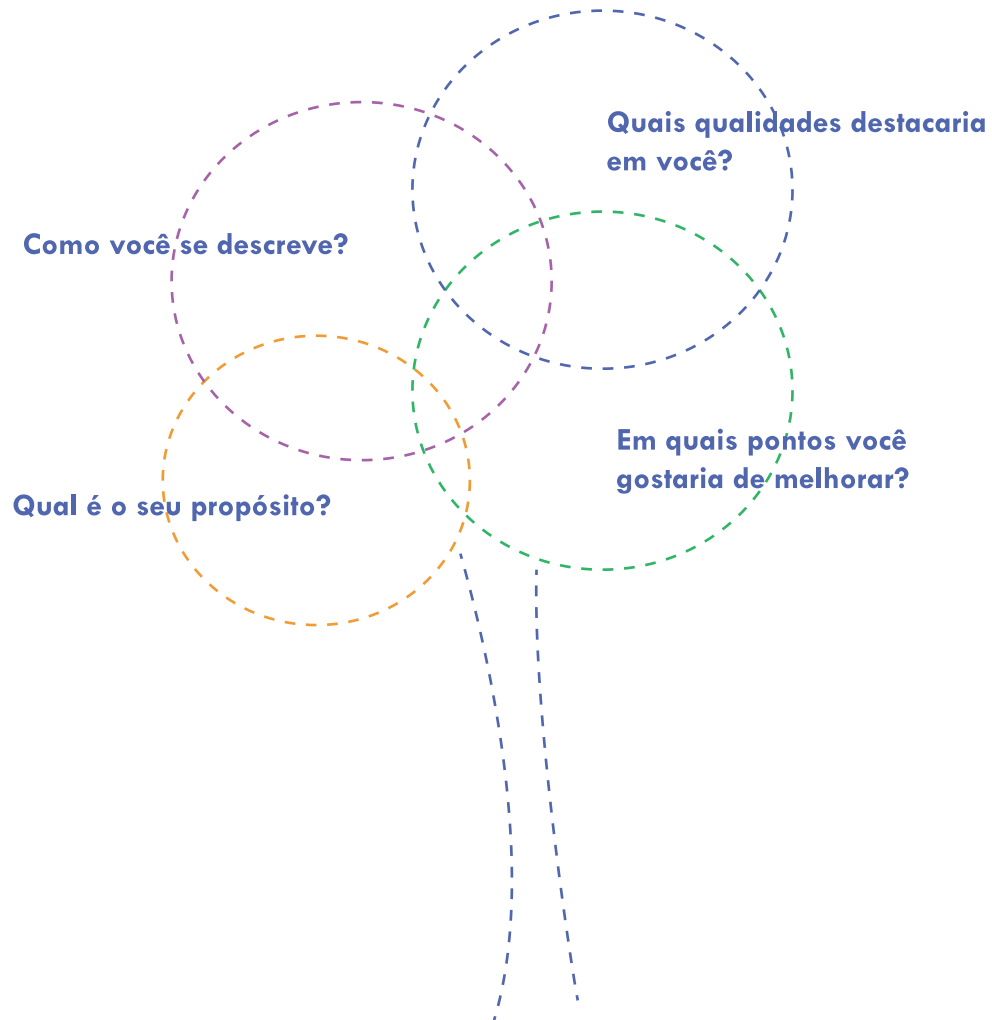 Quais qualidades destacaria
em você?
Como você se descreve?
Em quais pontos você
gostaria de melhorar?
Qual é o seu propósito?